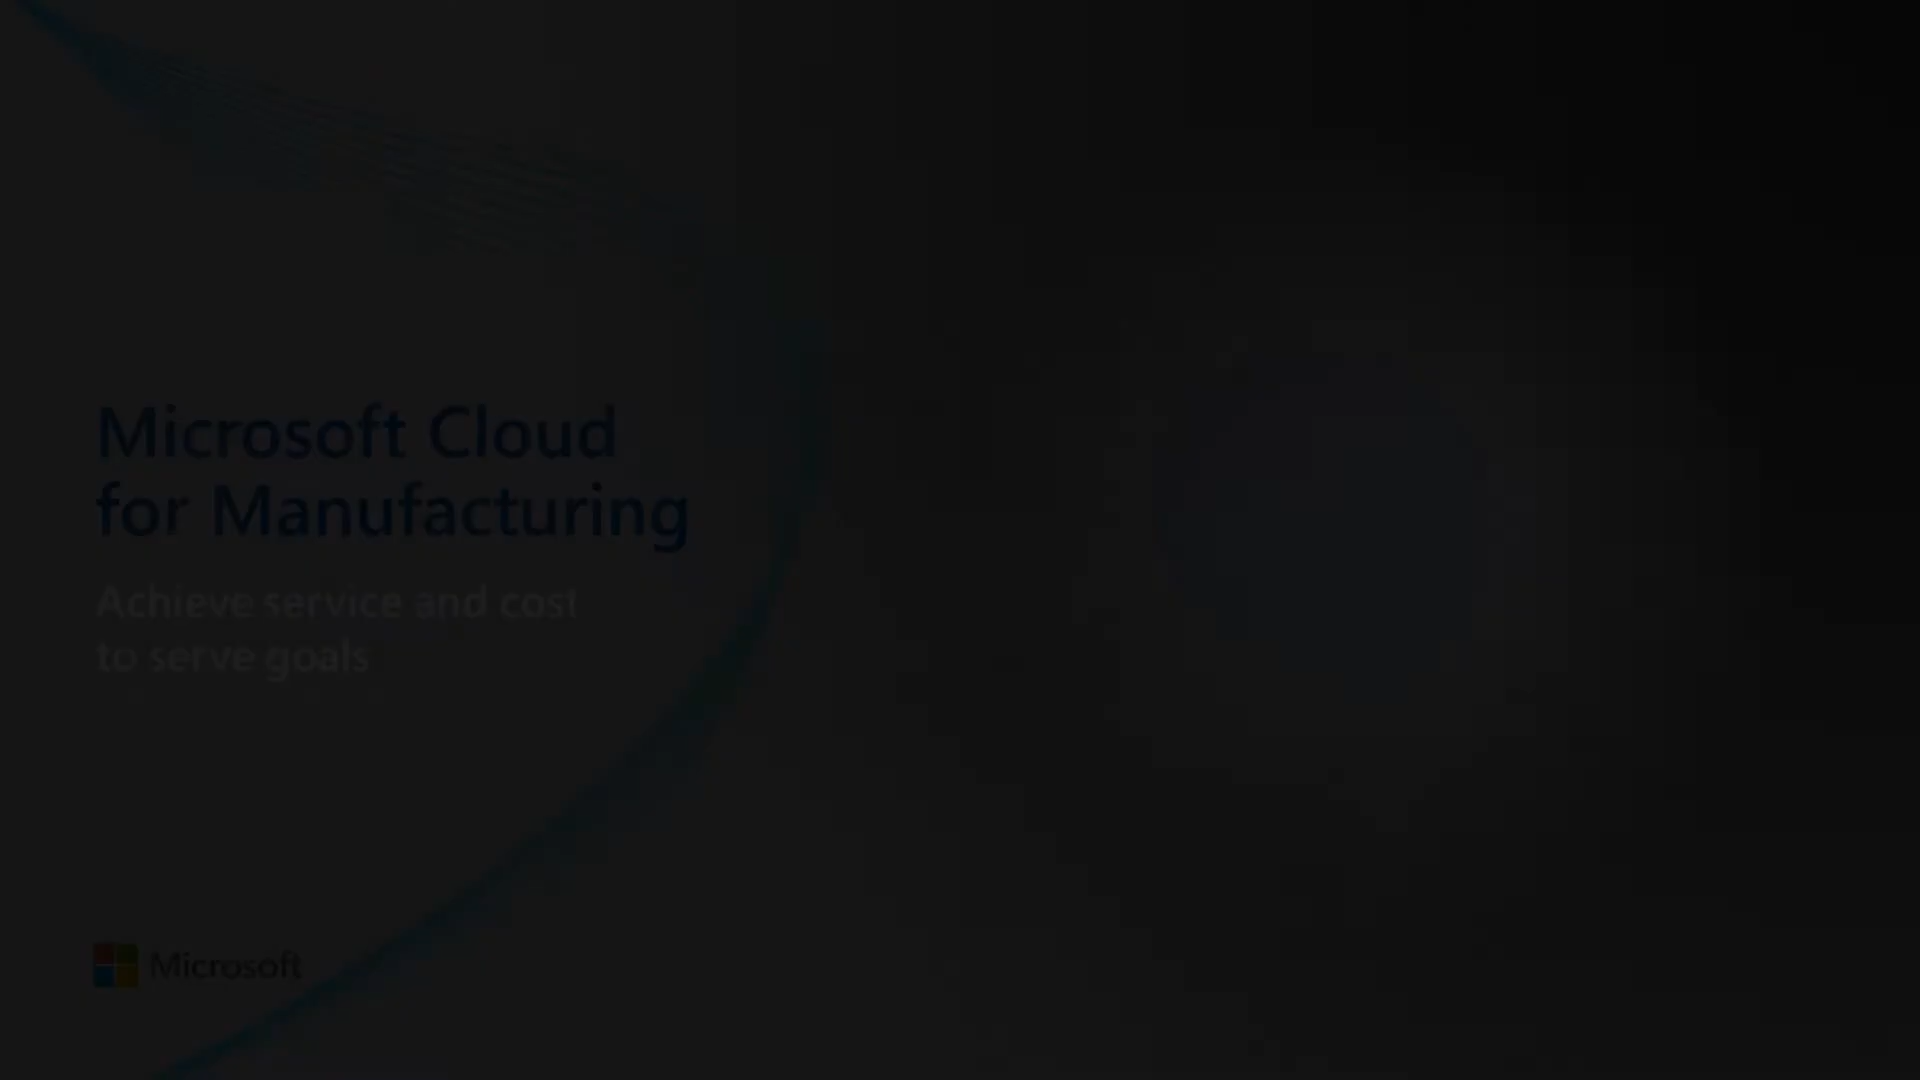 Microsoft Cloud
for Manufacturing
Achieve service and cost
to serve goals
Microsoft